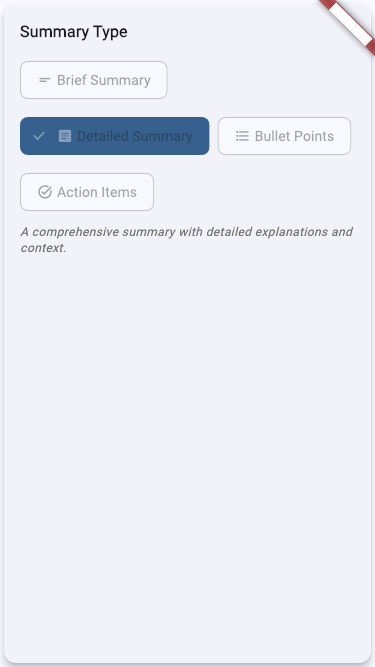 Summary Type
Brief Summary
Detailed Summary
Bullet Points
Action Items
A comprehensive summary with detailed explanations and
context.